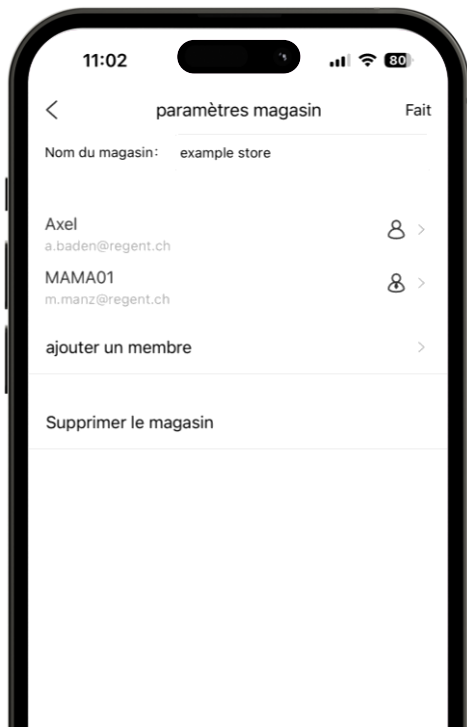 11:02
80
paramètres magasin
Fait
Nom du magasin: example store
Axel
a.baden@regent.ch
MAMA01
m.manz@regent.ch
ajouter un membre
Supprimer le magasin